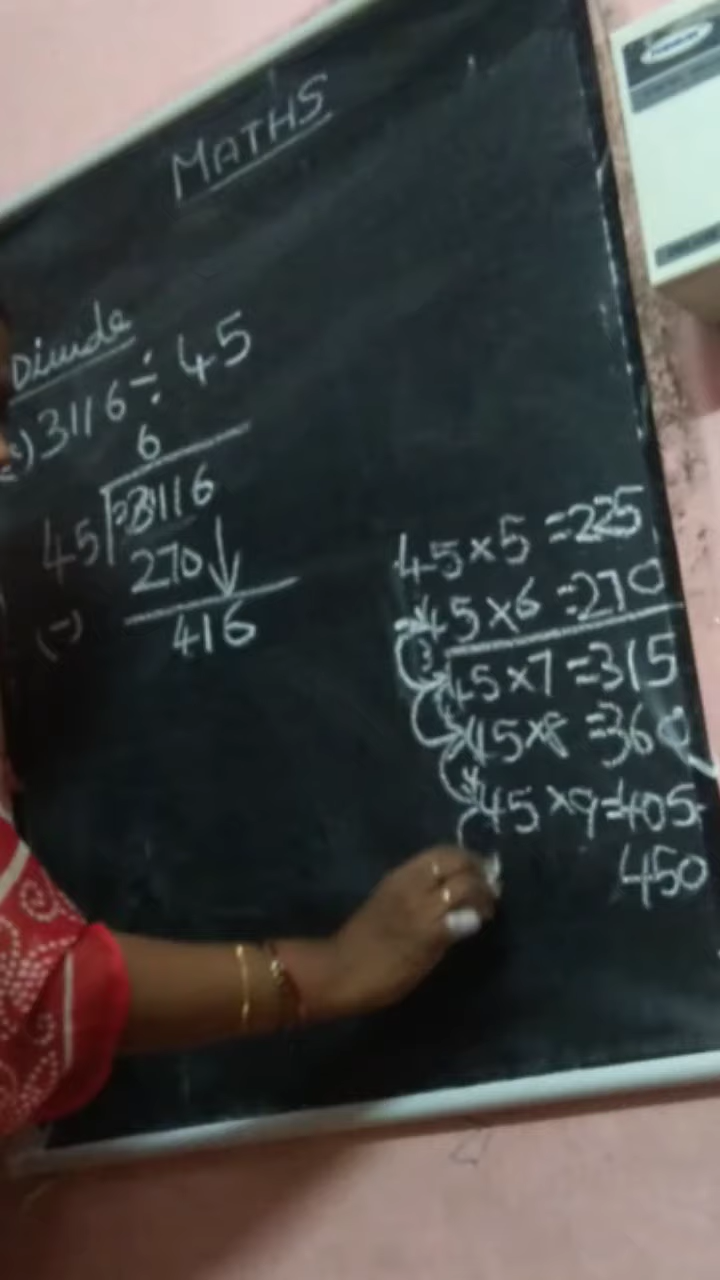 MATHS
Divide
3116 ÷ 45
6
45 3116
270
(-)
416
45 × 5 = 225
45 × 6 = 270
45 × 7 = 315
45 × 8 = 360
45 × 9 = 405
450